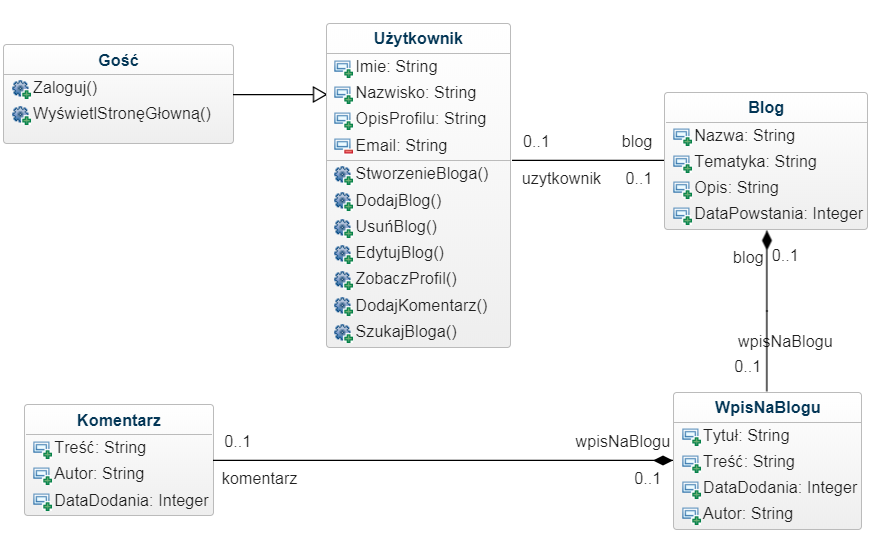 Gość
Zaloguj()
WyświetlStronęGłowną()
Użytkownik
Imie: String
Nazwisko: String
OpisProfilu: String
Email: String
StworzenieBloga()
DodajBlog()
UsuńBlog()
EdytujBlog()
ZobaczProfil()
DodajKomentarz()
SzukajBloga()
0..1 blog
uzytkownik 0..1
Blog
Nazwa: String
Tematyka: String
Opis: String
DataPowstania: Integer
blog 0..1
wpisNaBlogu
0..1
WpisNaBlogu
Tytuł: String
Treść: String
DataDodania: Integer
Autor: String
0..1 wpisNaBlogu
komentarz 0..1
Komentarz
Treść: String
Autor: String
DataDodania: Integer